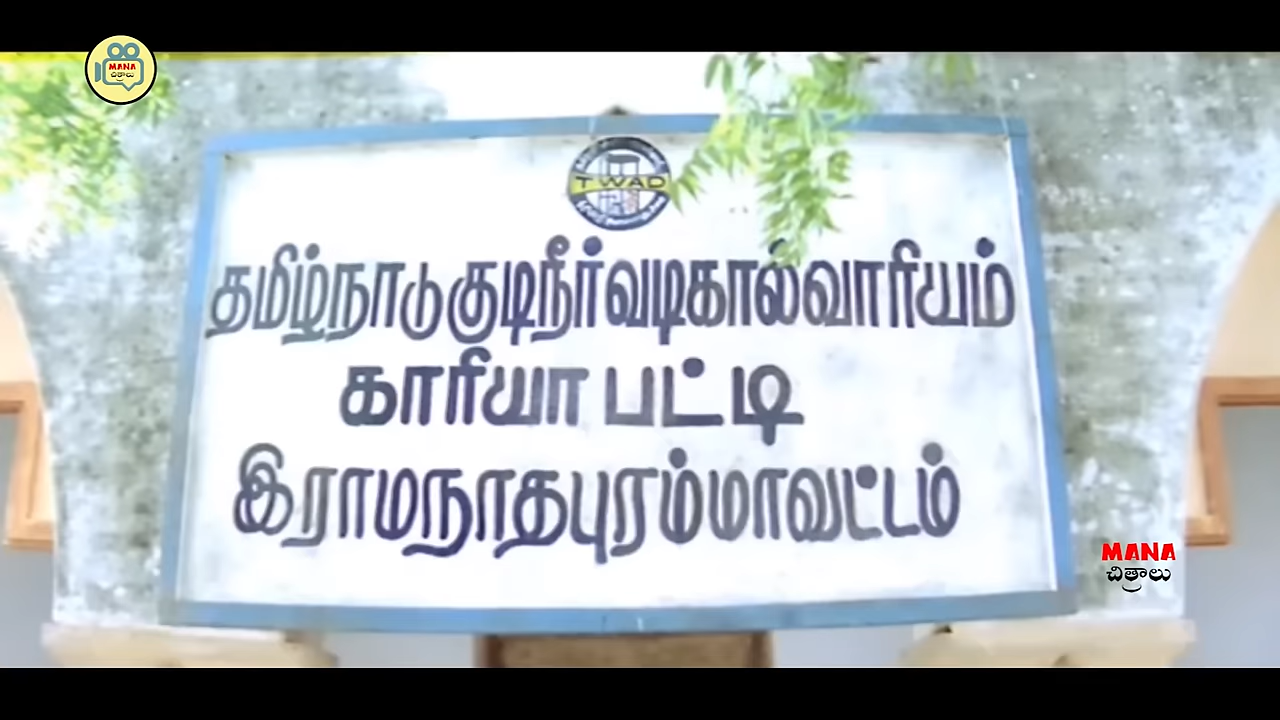 MANA
చిత్రాలు
TWAD
தமிழ்நாடுகுடிநீர்வடிகால்வாரியம்
காரியாபட்டி
இராமநாதபுரம்மாவட்டம்
MANA
చిత్రాలు